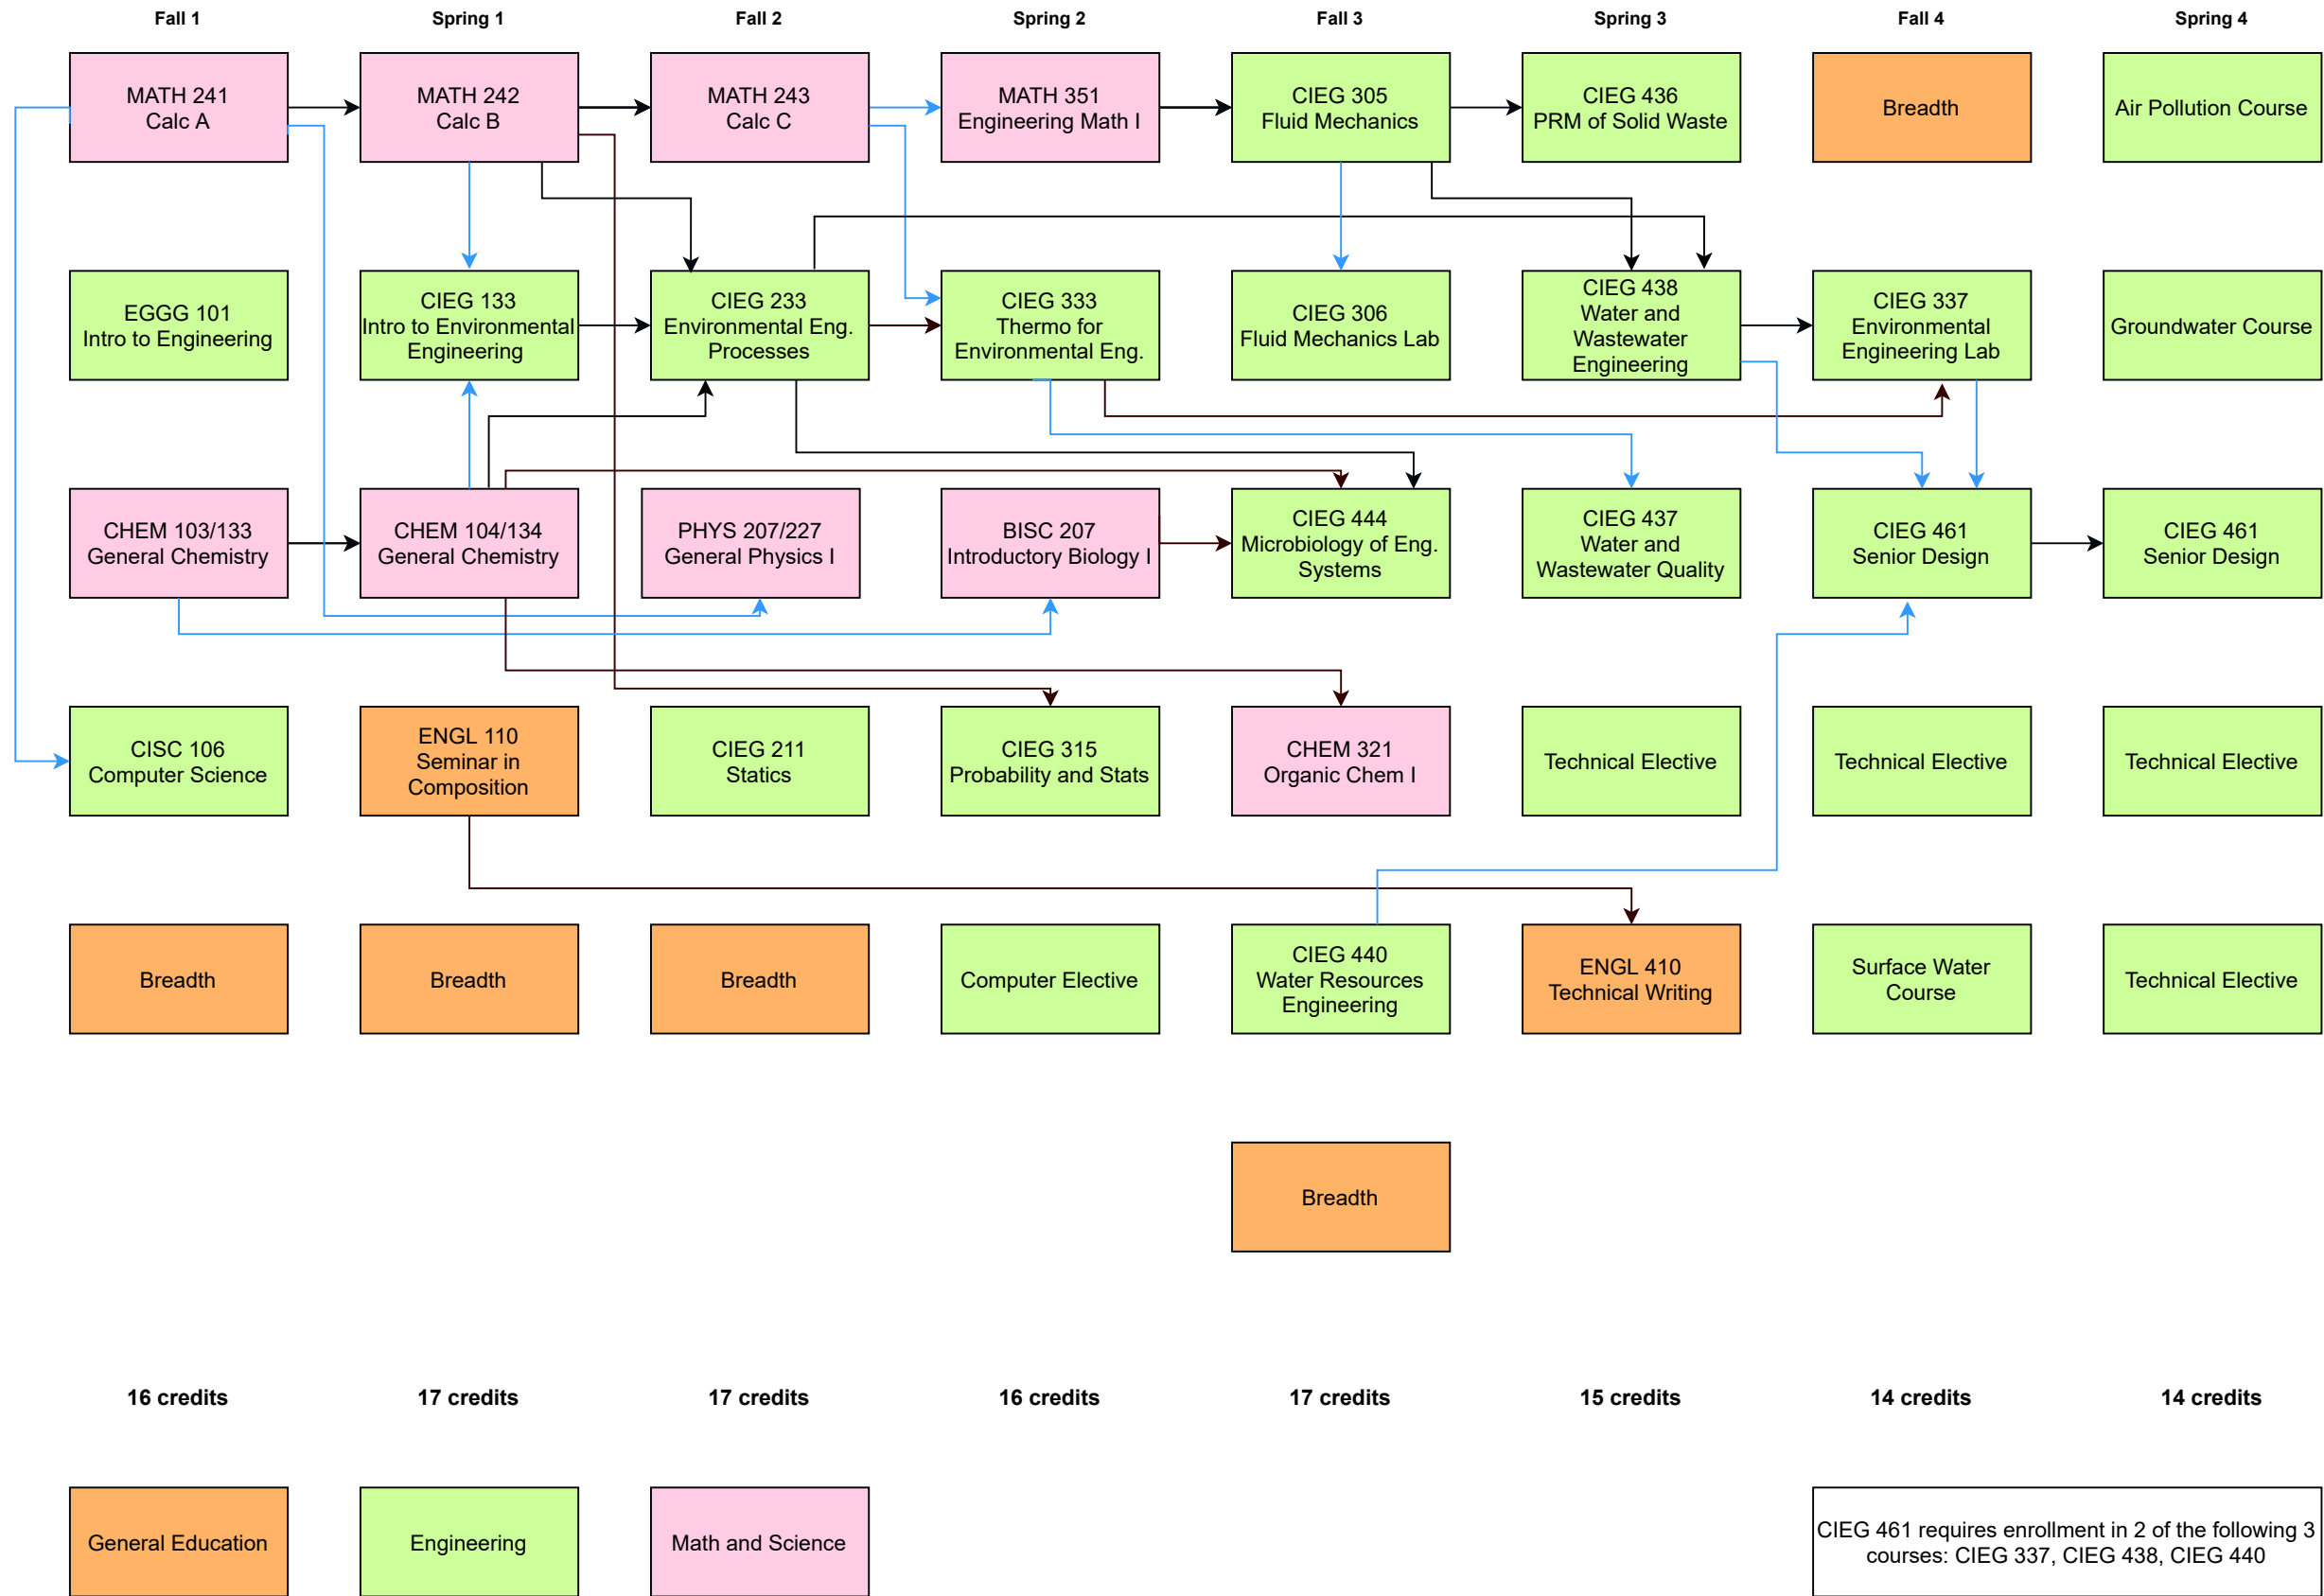 Fall 1
Spring 1
Fall 2
Spring 2
Fall 3
Spring 3
Fall 4
Spring 4
MATH 241
Calc A
MATH 242
Calc B
MATH 243
Calc C
MATH 351
Engineering Math I
CIEG 305
Fluid Mechanics
CIEG 436
PRM of Solid Waste
Breadth
Air Pollution Course
EGGG 101
Intro to Engineering
CIEG 133
Intro to Environmental
Engineering
CIEG 233
Environmental Eng.
Processes
CIEG 333
Thermo for
Environmental Eng.
CIEG 306
Fluid Mechanics Lab
CIEG 438
Water and
Wastewater
Engineering
CIEG 337
Environmental
Engineering Lab
Groundwater Course
CHEM 103/133
General Chemistry
CHEM 104/134
General Chemistry
PHYS 207/227
General Physics I
BISC 207
Introductory Biology I
CIEG 444
Microbiology of Eng.
Systems
CIEG 437
Water and
Wastewater Quality
CIEG 461
Senior Design
CIEG 461
Senior Design
CISC 106
Computer Science
ENGL 110
Seminar in
Composition
CIEG 211
Statics
CIEG 315
Probability and Stats
CHEM 321
Organic Chem I
Technical Elective
Technical Elective
Technical Elective
Breadth
Breadth
Breadth
Computer Elective
CIEG 440
Water Resources
Engineering
ENGL 410
Technical Writing
Surface Water
Course
Technical Elective
Breadth
16 credits
17 credits
17 credits
16 credits
17 credits
15 credits
14 credits
14 credits
General Education
Engineering
Math and Science
CIEG 461 requires enrollment in 2 of the following 3
courses: CIEG 337, CIEG 438, CIEG 440